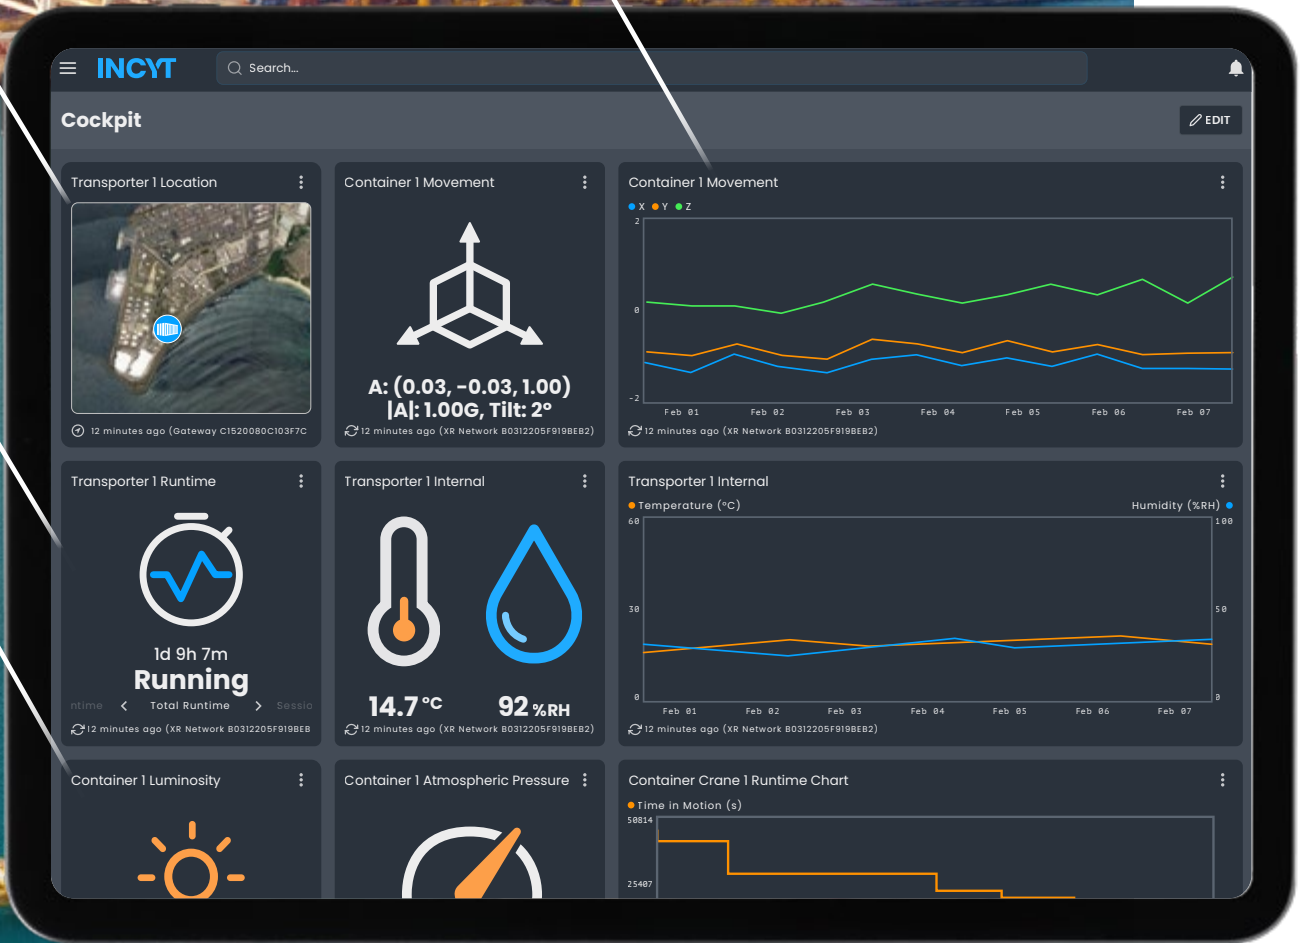 INCYT
Search...
Cockpit
EDIT
Transporter 1 Location
12 minutes ago (Gateway C1520080C103F7C
Container 1 Movement
A: (0.03, -0.03, 1.00)
|A|: 1.00G, Tilt: 2°
12 minutes ago (XR Network B0312205F919BEB2)
Container 1 Movement
X Y Z
2
0
-2
Feb 01 Feb 02 Feb 03 Feb 04 Feb 05 Feb 06 Feb 07
12 minutes ago (XR Network B0312205F919BEB2)
Transporter 1 Runtime
1d 9h 7m
Running
ntime Total Runtime Sessio
12 minutes ago (XR Network B0312205F919BEB
Transporter 1 Internal
14.7 °C 92 %RH
12 minutes ago (XR Network B0312205F919BEB2)
Transporter 1 Internal
Temperature (°C) Humidity (%RH)
60 100
30 50
0 0
Feb 01 Feb 02 Feb 03 Feb 04 Feb 05 Feb 06 Feb 07
12 minutes ago (XR Network B0312205F919BEB2)
Container 1 Luminosity
Container 1 Atmospheric Pressure
Container Crane 1 Runtime Chart
Time in Motion (s)
50814
25407